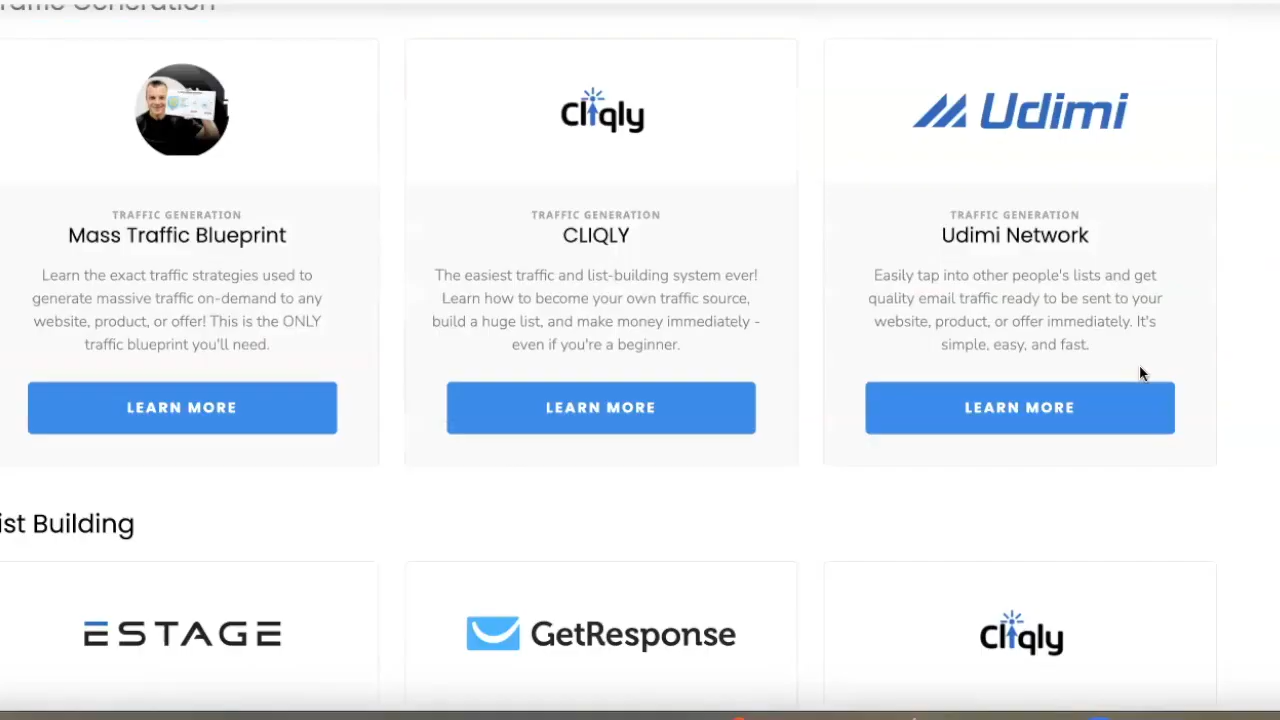 Traffic Generation
TRAFFIC GENERATION
Mass Traffic Blueprint
Learn the exact traffic strategies used to
generate massive traffic on-demand to any
website, product, or offer! This is the ONLY
traffic blueprint you'll need.
LEARN MORE
Cliqly
TRAFFIC GENERATION
CLIQLY
The easiest traffic and list-building system ever!
Learn how to become your own traffic source,
build a huge list, and make money immediately -
even if you're a beginner.
LEARN MORE
Udimi
TRAFFIC GENERATION
Udimi Network
Easily tap into other people's lists and get
quality email traffic ready to be sent to your
website, product, or offer immediately. It's
simple, easy, and fast.
LEARN MORE
ist Building
ESTAGE
GetResponse
Cliqly